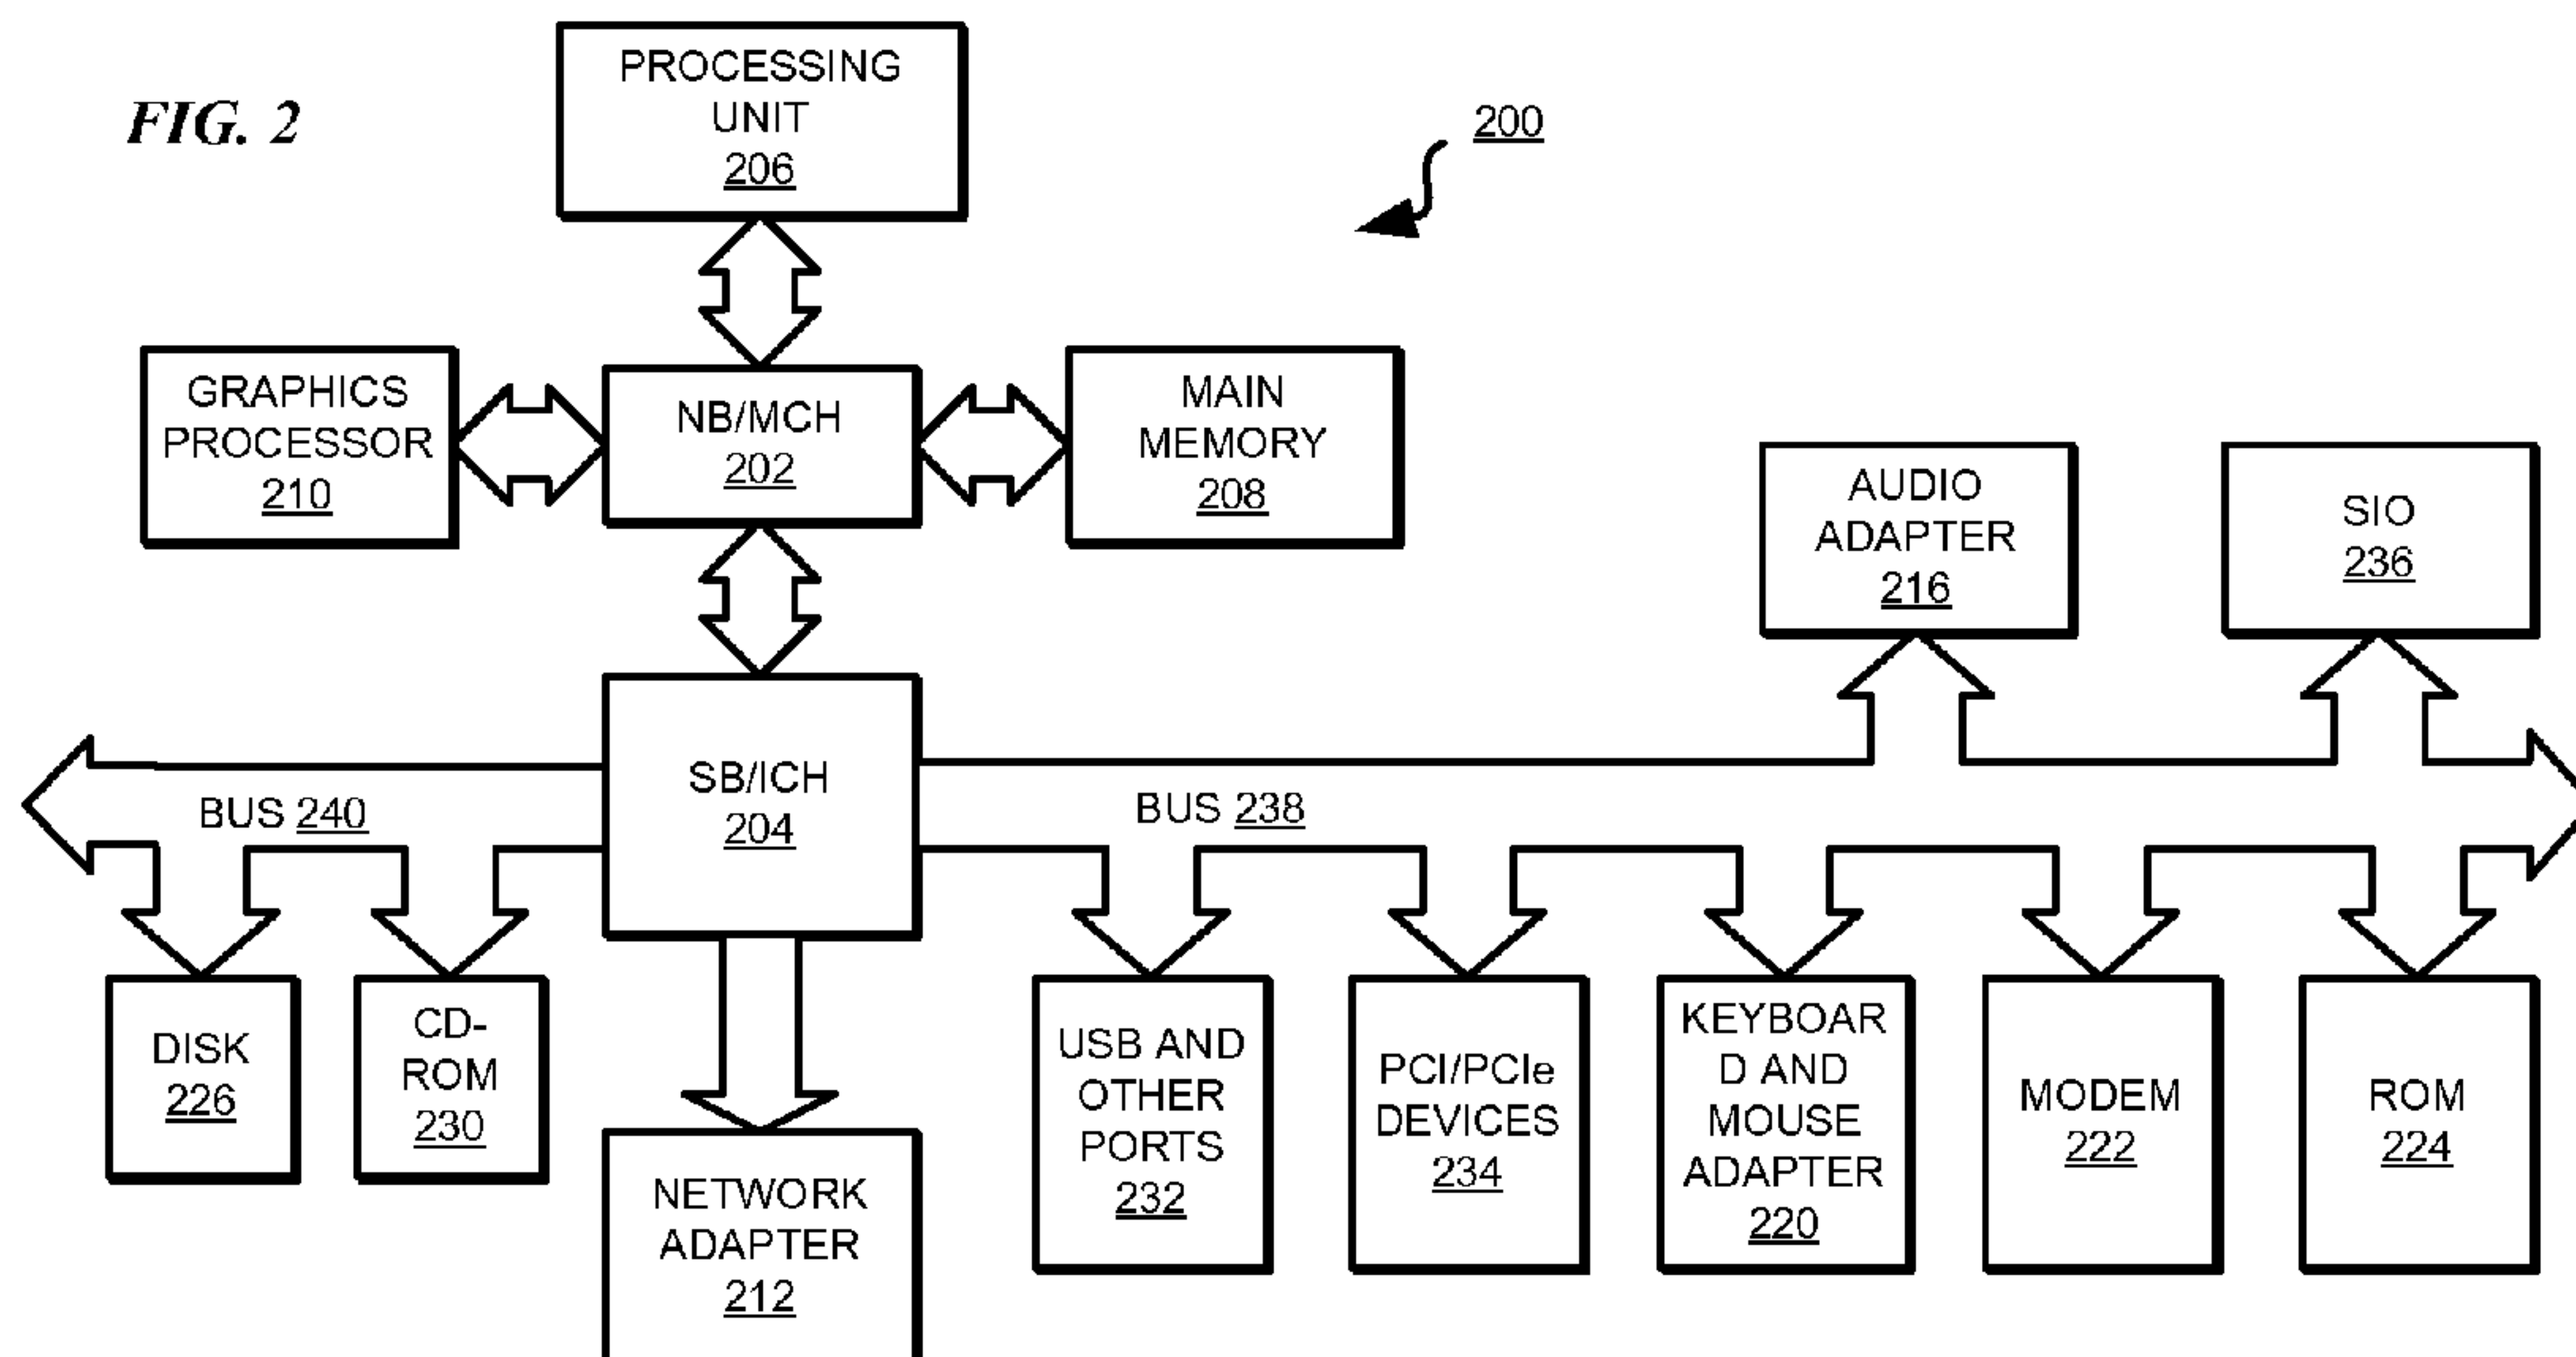 FIG. 2
PROCESSING
UNIT
206
200
GRAPHICS
PROCESSOR
210
NB/MCH
202
MAIN
MEMORY
208
AUDIO
ADAPTER
216
SIO
236
SB/ICH
204
BUS 240
BUS 238
DISK
226
CD-
ROM
230
NETWORK
ADAPTER
212
USB AND
OTHER
PORTS
232
PCI/PCIe
DEVICES
234
KEYBOAR
D AND
MOUSE
ADAPTER
220
MODEM
222
ROM
224